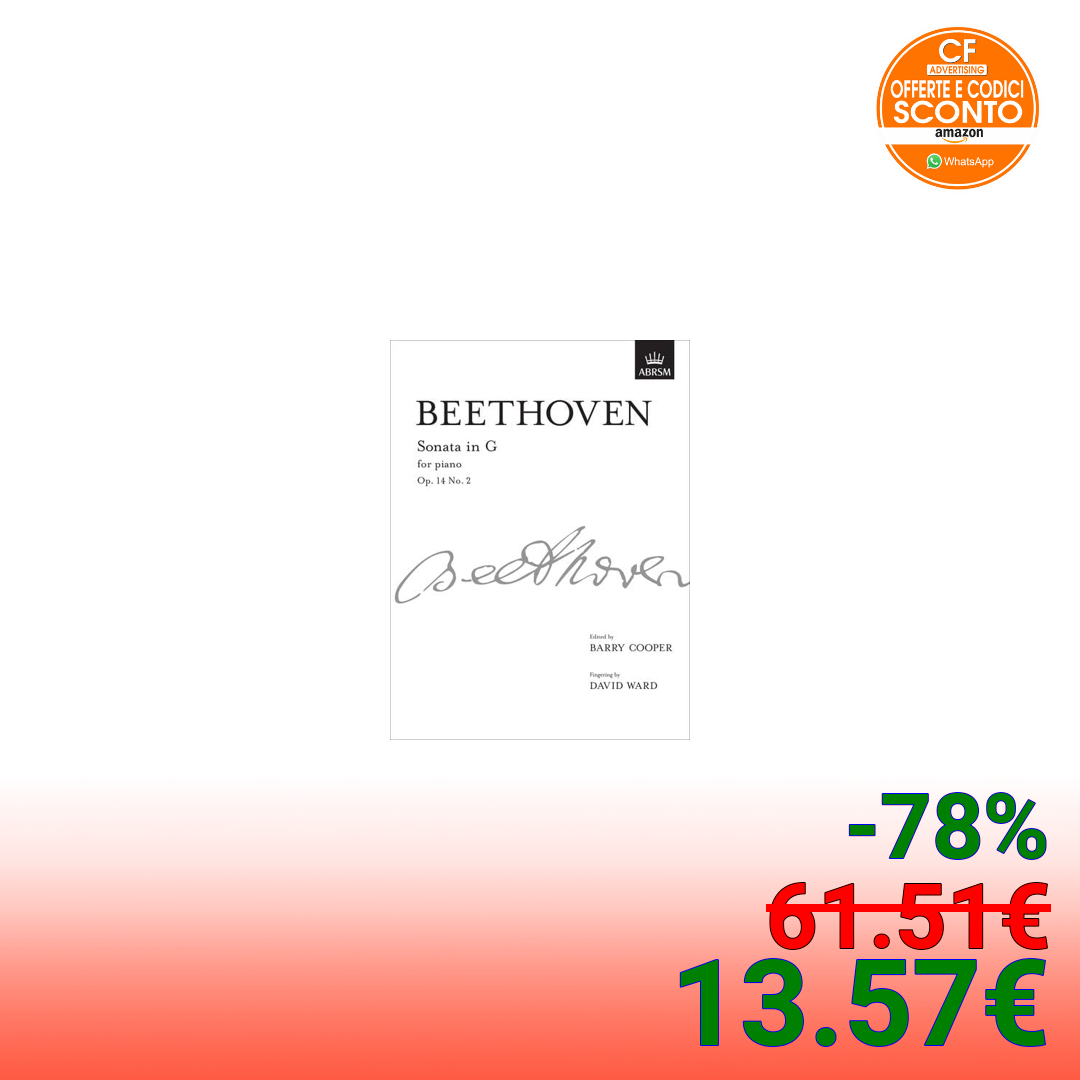 CF
ADVERTISING
OFFERTE E CODICI
SCONTO
amazon
WhatsApp
ABRSM
BEETHOVEN
Sonata in G
for piano
Op. 14 No. 2
Beethoven
Edited by
BARRY COOPER
Fingering by
DAVID WARD
-78%
61.51€
13.57€